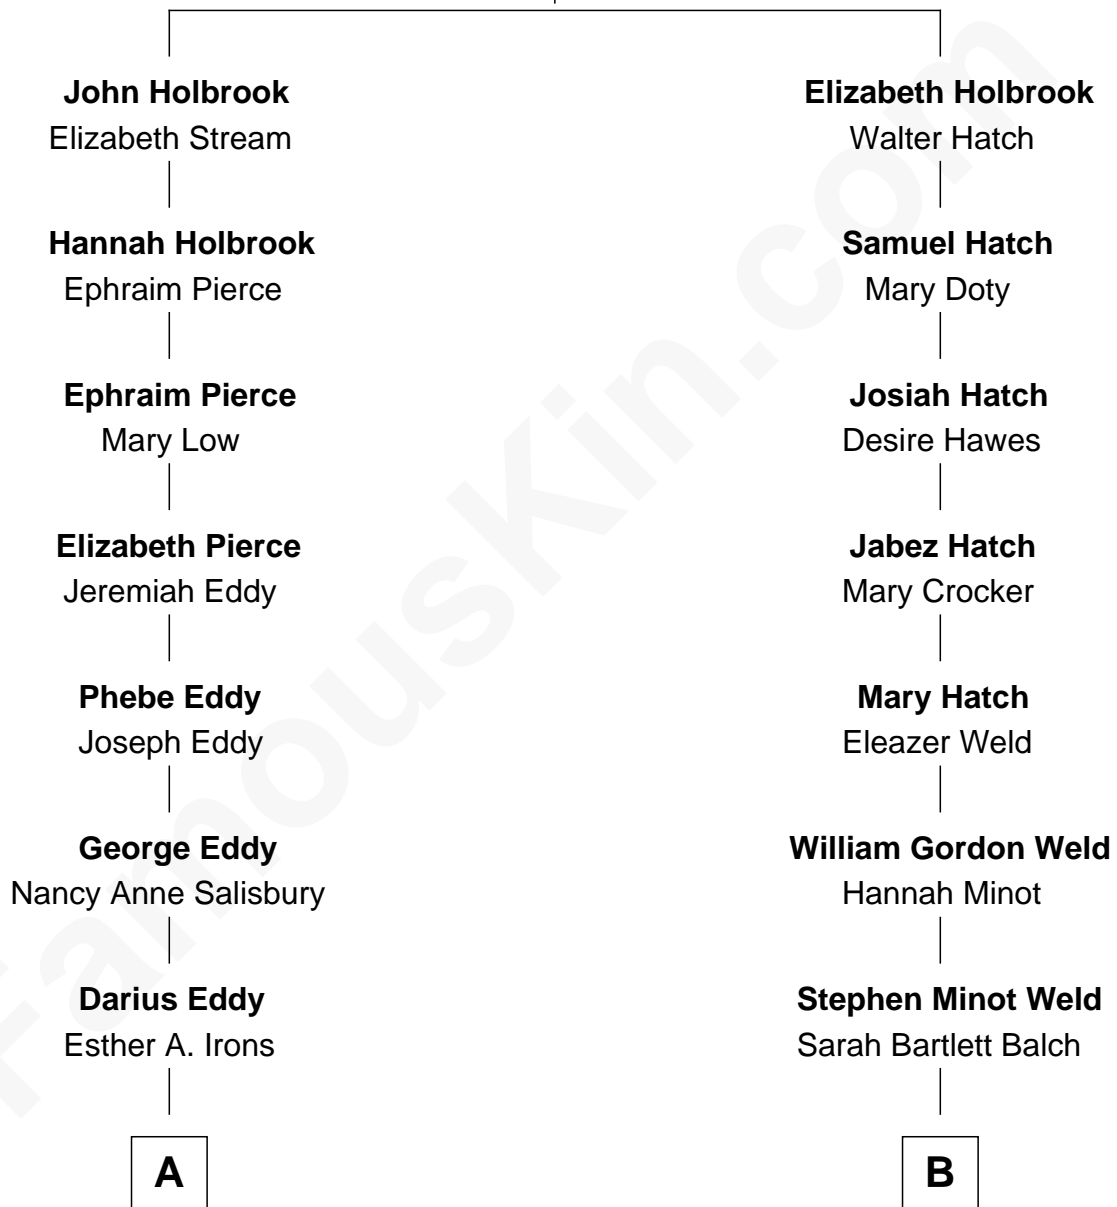 John Holbrook
Elizabeth Stream
Hannah Holbrook
Ephraim Pierce
Ephraim Pierce
Mary Low
Elizabeth Pierce
Jeremiah Eddy
Phebe Eddy
Joseph Eddy
George Eddy
Nancy Anne Salisbury
Darius Eddy
Esther A. Irons
A
Elizabeth Holbrook
Walter Hatch
Samuel Hatch
Mary Doty
Josiah Hatch
Desire Hawes
Jabez Hatch
Mary Crocker
Mary Hatch
Eleazer Weld
William Gordon Weld
Hannah Minot
Stephen Minot Weld
Sarah Bartlett Balch
B
FamousKin.com